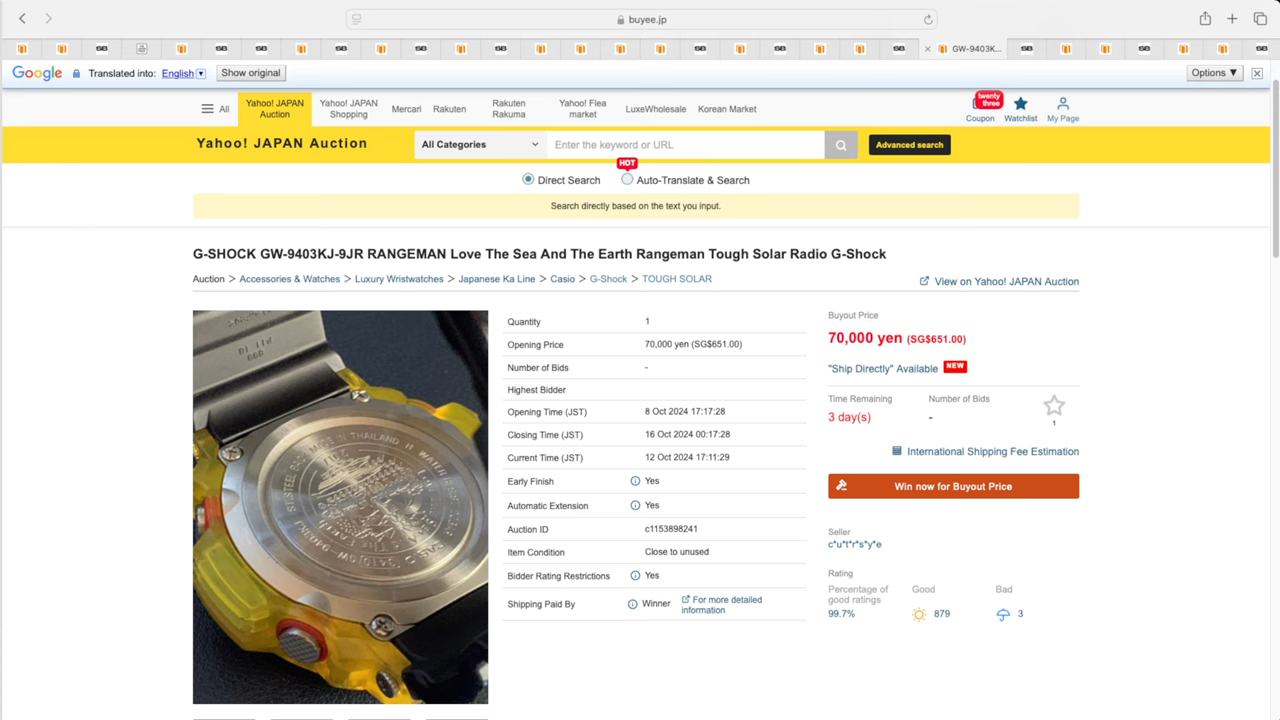 buyee.jp
GW-9403K...
Google Translated into: English Show original Options ▼
All
Yahoo! JAPAN
Auction
Yahoo! JAPAN
Shopping
Mercari
Rakuten
Rakuten
Rakuma
Yahoo! Flea
market
LuxeWholesale
Korean Market
twenty
three
Coupon
Watchlist
My Page
Yahoo! JAPAN Auction
All Categories
Enter the keyword or URL
Advanced search
HOT
Direct Search
Auto-Translate & Search
Search directly based on the text you input.
G-SHOCK GW-9403KJ-9JR RANGEMAN Love The Sea And The Earth Rangeman Tough Solar Radio G-Shock
Auction > Accessories & Watches > Luxury Wristwatches > Japanese Ka Line > Casio > G-Shock > TOUGH SOLAR
View on Yahoo! JAPAN Auction
Quantity 1
Opening Price 70,000 yen (SG$651.00)
Number of Bids -
Highest Bidder
Opening Time (JST) 8 Oct 2024 17:17:28
Closing Time (JST) 16 Oct 2024 00:17:28
Current Time (JST) 12 Oct 2024 17:11:29
Early Finish Yes
Automatic Extension Yes
Auction ID c1153898241
Item Condition Close to unused
Bidder Rating Restrictions Yes
Shipping Paid By Winner For more detailed
information
Buyout Price
70,000 yen (SG$651.00)
"Ship Directly" Available NEW
Time Remaining
3 day(s)
Number of Bids
-
1
International Shipping Fee Estimation
Win now for Buyout Price
Seller
c*u*t*r*s*y*e
Rating
Percentage of
good ratings
99.7%
Good
879
Bad
3
MADE IN THAILAND H WATER